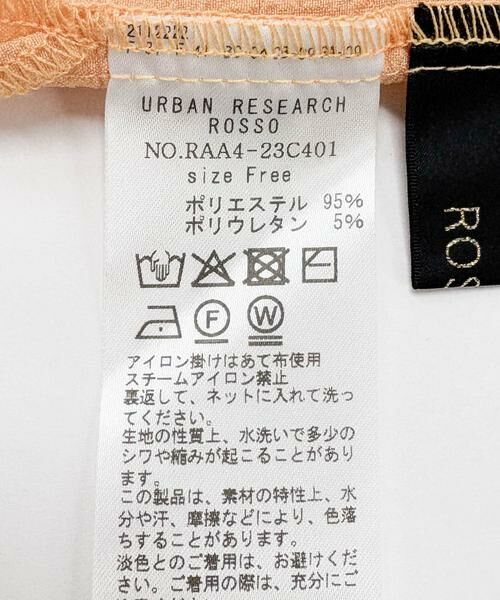 2112222
URBAN RESEARCH
ROSSO
NO.RAA4-23C401
size Free
ポリエステル 95%
ポリウレタン 5%
F
W
アイロン掛けはあて布使用
スチームアイロン禁止
裏返して、ネットに入れて洗っ
てください。
生地の性質上、水洗いで多少の
シワや縮みが起こることがあり
ます。
この製品は、素材の特性上、水
分や汗、摩擦などにより、色落
ちすることがあります。
淡色とのご着用は、お避けくだ
さい。ご着用の際は、充分にご
ROS